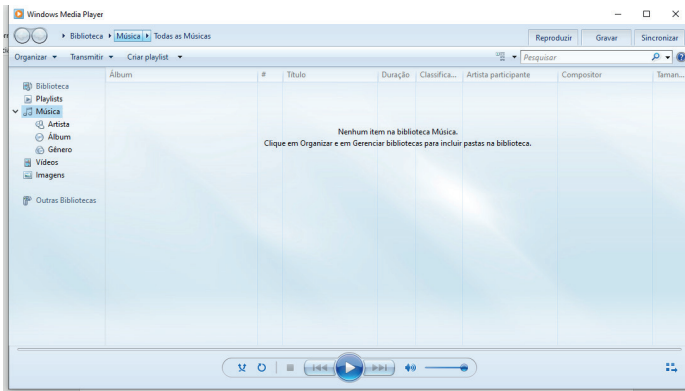 Windows Media Player
Biblioteca Música Todas as Músicas
Reproduzir Gravar Sincronizar
Organizar Transmitir Criar playlist
Pesquisar
Álbum # Título Duração Classifica... Artista participante Compositor Taman...
Biblioteca
Playlists
Música
Artista
Álbum
Gênero
Vídeos
Imagens
Outras Bibliotecas
Nenhum item na biblioteca Música.
Clique em Organizar e em Gerenciar bibliotecas para incluir pastas na biblioteca.